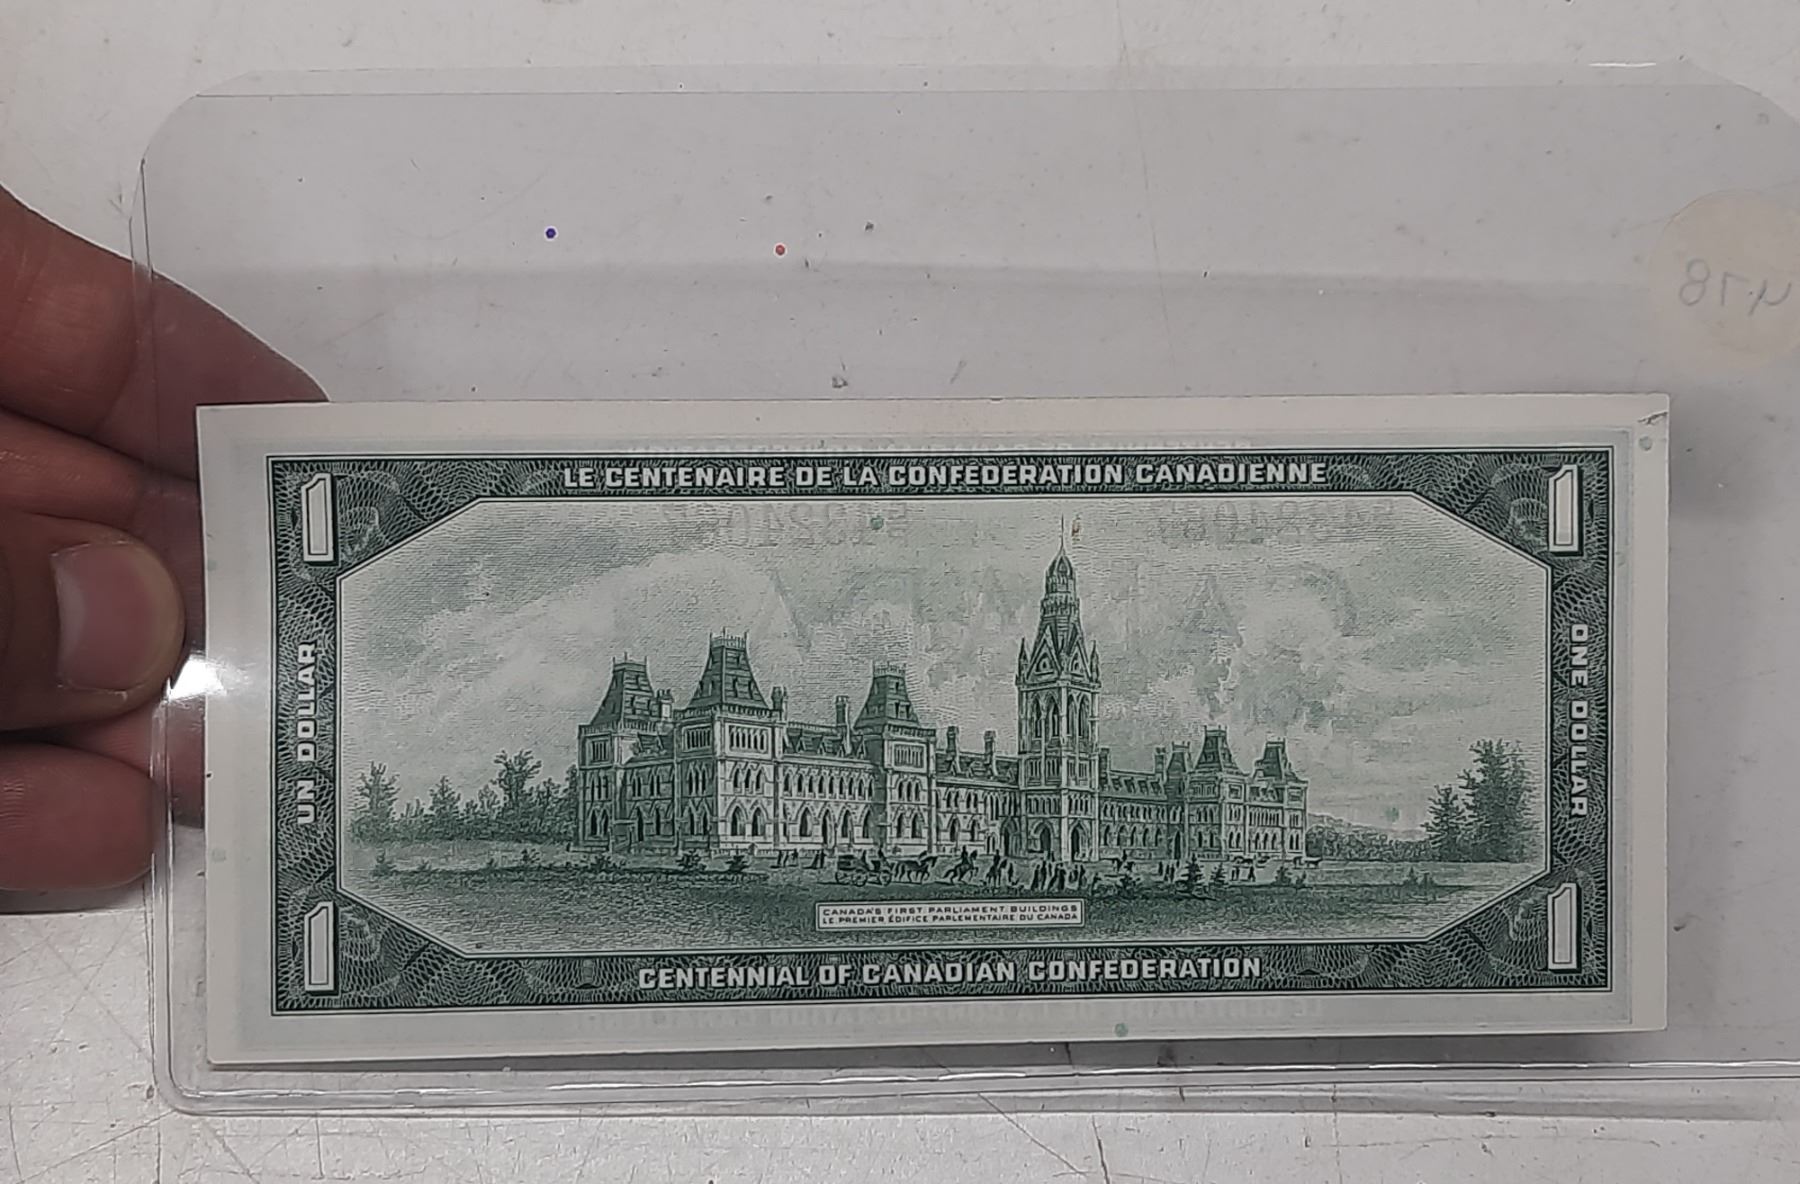 LE CENTENAIRE DE LA CONFEDERATION CANADIENNE
1
1
UN DOLLAR
ONE DOLLAR
CANADA'S FIRST PARLIAMENT BUILDINGS
LE PREMIER ÉDIFICE PARLEMENTAIRE DU CANADA
1
1
CENTENNIAL OF CANADIAN CONFEDERATION